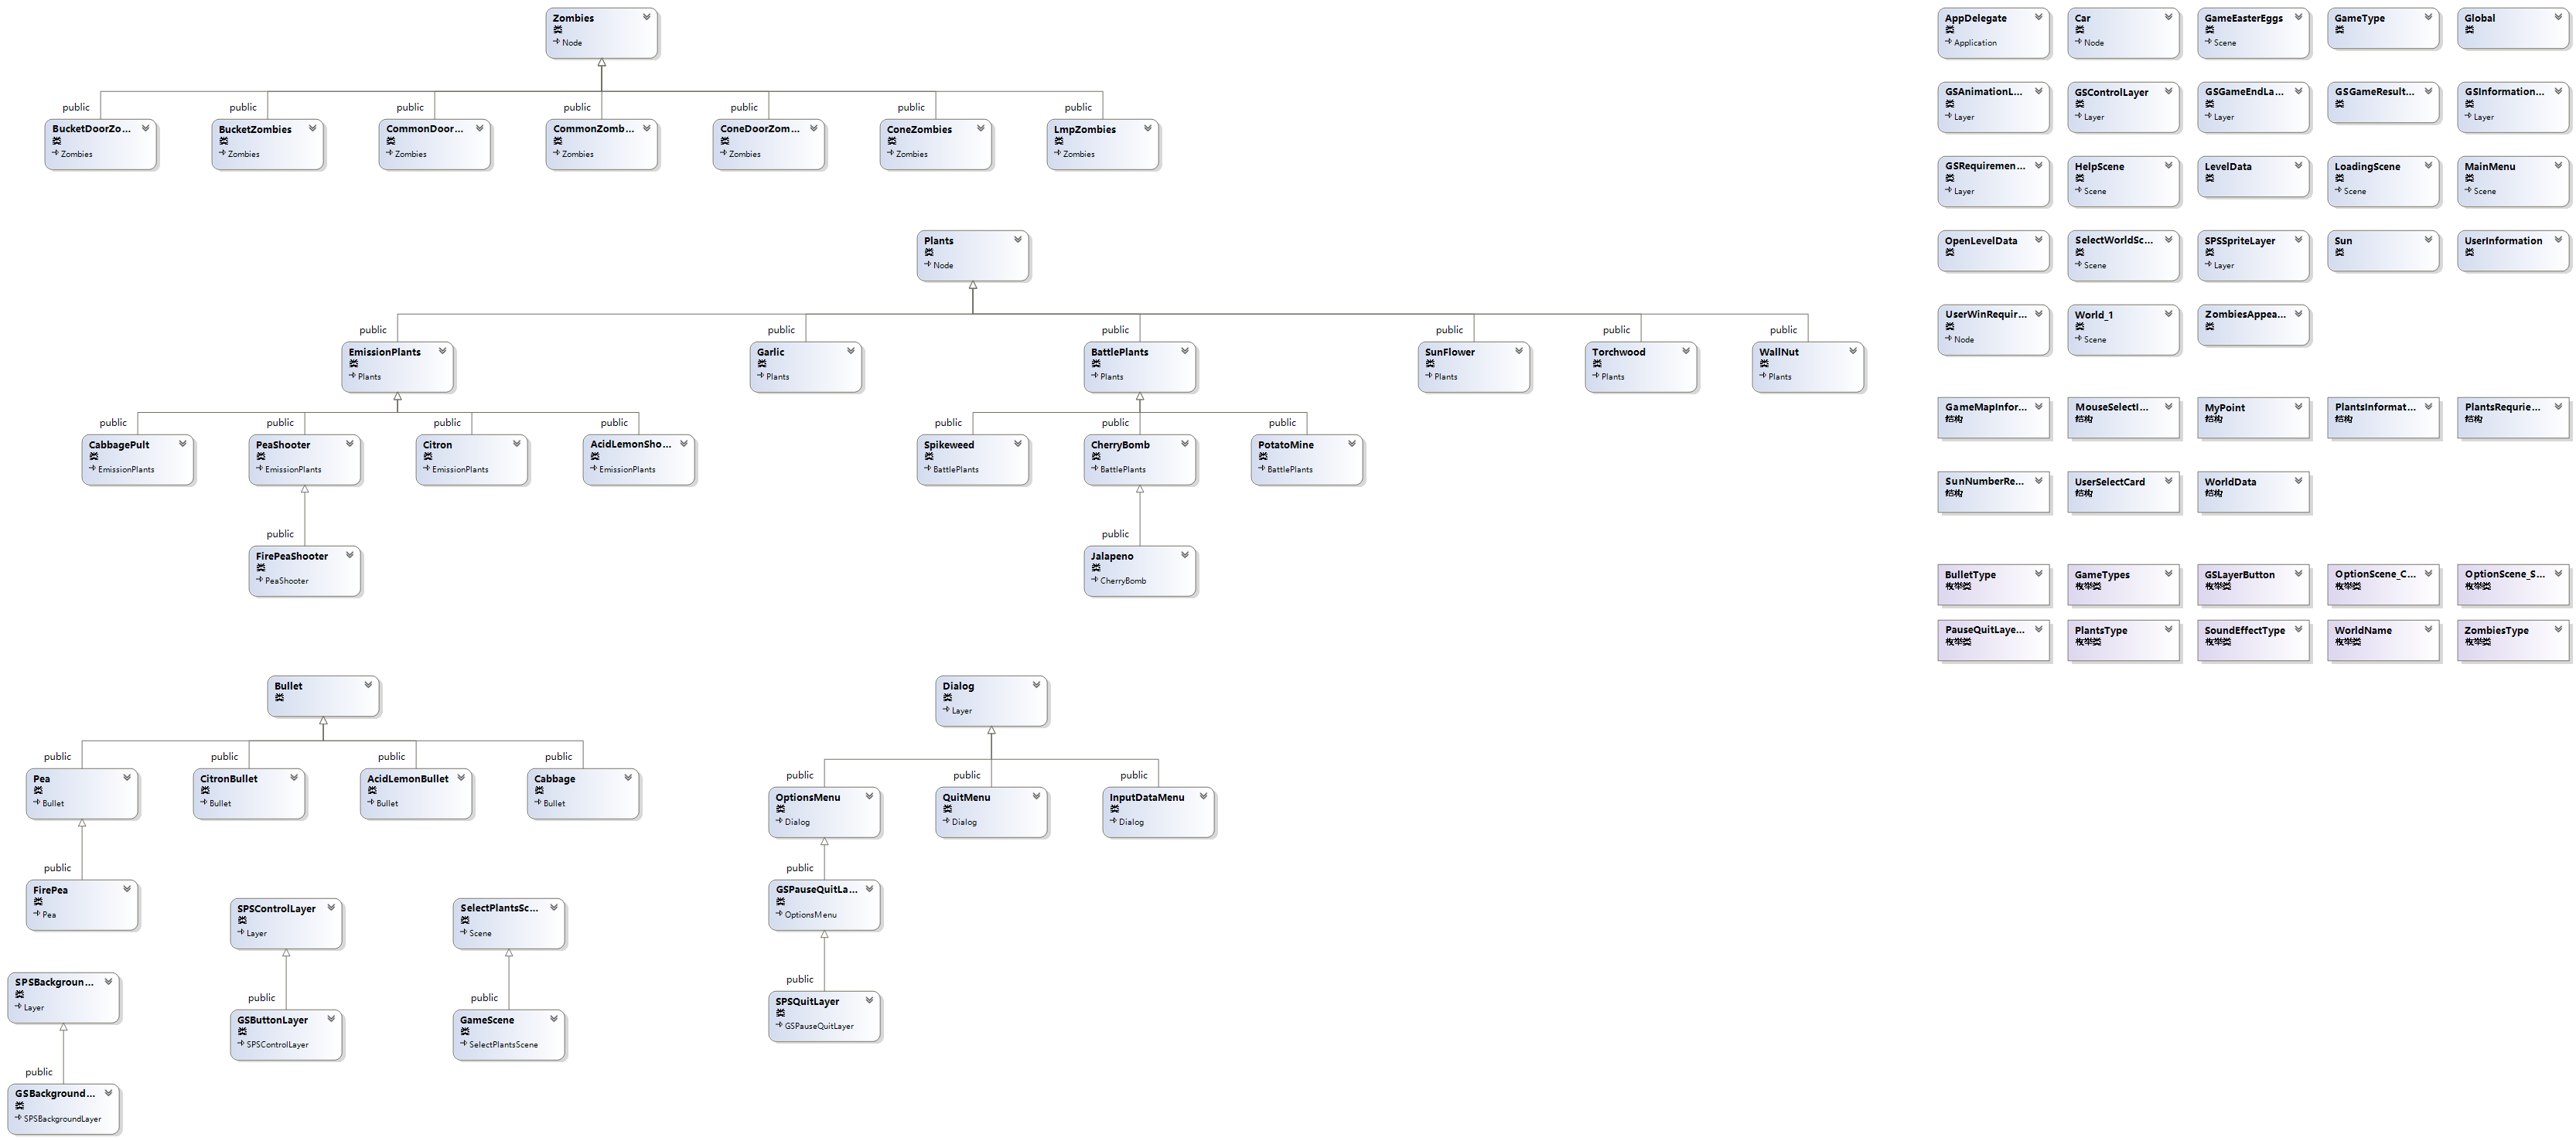 Zombies
类
Node
public
public
public
public
public
public
public
BucketDoorZo...
类
Zombies
BucketZombies
类
Zombies
CommonDoor...
类
Zombies
CommonZomb...
类
Zombies
ConeDoorZom...
类
Zombies
ConeZombies
类
Zombies
LmpZombies
类
Zombies
Plants
类
Node
public
public
public
public
public
public
EmissionPlants
类
Plants
Garlic
类
Plants
BattlePlants
类
Plants
SunFlower
类
Plants
Torchwood
类
Plants
WallNut
类
Plants
public
public
public
public
public
public
public
CabbagePult
类
EmissionPlants
PeaShooter
类
EmissionPlants
Citron
类
EmissionPlants
AcidLemonSho...
类
EmissionPlants
Spikeweed
类
BattlePlants
CherryBomb
类
BattlePlants
PotatoMine
类
BattlePlants
public
public
FirePeaShooter
类
PeaShooter
Jalapeno
类
CherryBomb
Bullet
类
public
public
public
public
Pea
类
Bullet
CitronBullet
类
Bullet
AcidLemonBullet
类
Bullet
Cabbage
类
Bullet
public
FirePea
类
Pea
Dialog
类
Layer
public
public
public
OptionsMenu
类
Dialog
QuitMenu
类
Dialog
InputDataMenu
类
Dialog
public
GSPauseQuitLa...
类
OptionsMenu
public
SPSQuitLayer
类
GSPauseQuitLayer
SPSControlLayer
类
Layer
public
GSButtonLayer
类
SPSControlLayer
SelectPlantsSc...
类
Scene
public
GameScene
类
SelectPlantsScene
SPSBackgroun...
类
Layer
public
GSBackground...
类
SPSBackgroundLayer
AppDelegate
类
Application
Car
类
Node
GameEasterEggs
类
Scene
GameType
类
Global
类
GSAnimationL...
类
Layer
GSControlLayer
类
Layer
GSGameEndLa...
类
Layer
GSGameResult...
类
GSInformation...
类
Layer
GSRequiremen...
类
Layer
HelpScene
类
Scene
LevelData
类
LoadingScene
类
Scene
MainMenu
类
Scene
OpenLevelData
类
SelectWorldSc...
类
Scene
SPSSpriteLayer
类
Layer
Sun
类
UserInformation
类
UserWinRequir...
类
Node
World_1
类
Scene
ZombiesAppea...
类
GameMapInfor...
结构
MouseSelectI...
结构
MyPoint
结构
PlantsInformat...
结构
PlantsRequrie...
结构
SunNumberRe...
结构
UserSelectCard
结构
WorldData
结构
BulletType
枚举类
GameTypes
枚举类
GSLayerButton
枚举类
OptionScene_C...
枚举类
OptionScene_S...
枚举类
PauseQuitLaye...
枚举类
PlantsType
枚举类
SoundEffectType
枚举类
WorldName
枚举类
ZombiesType
枚举类